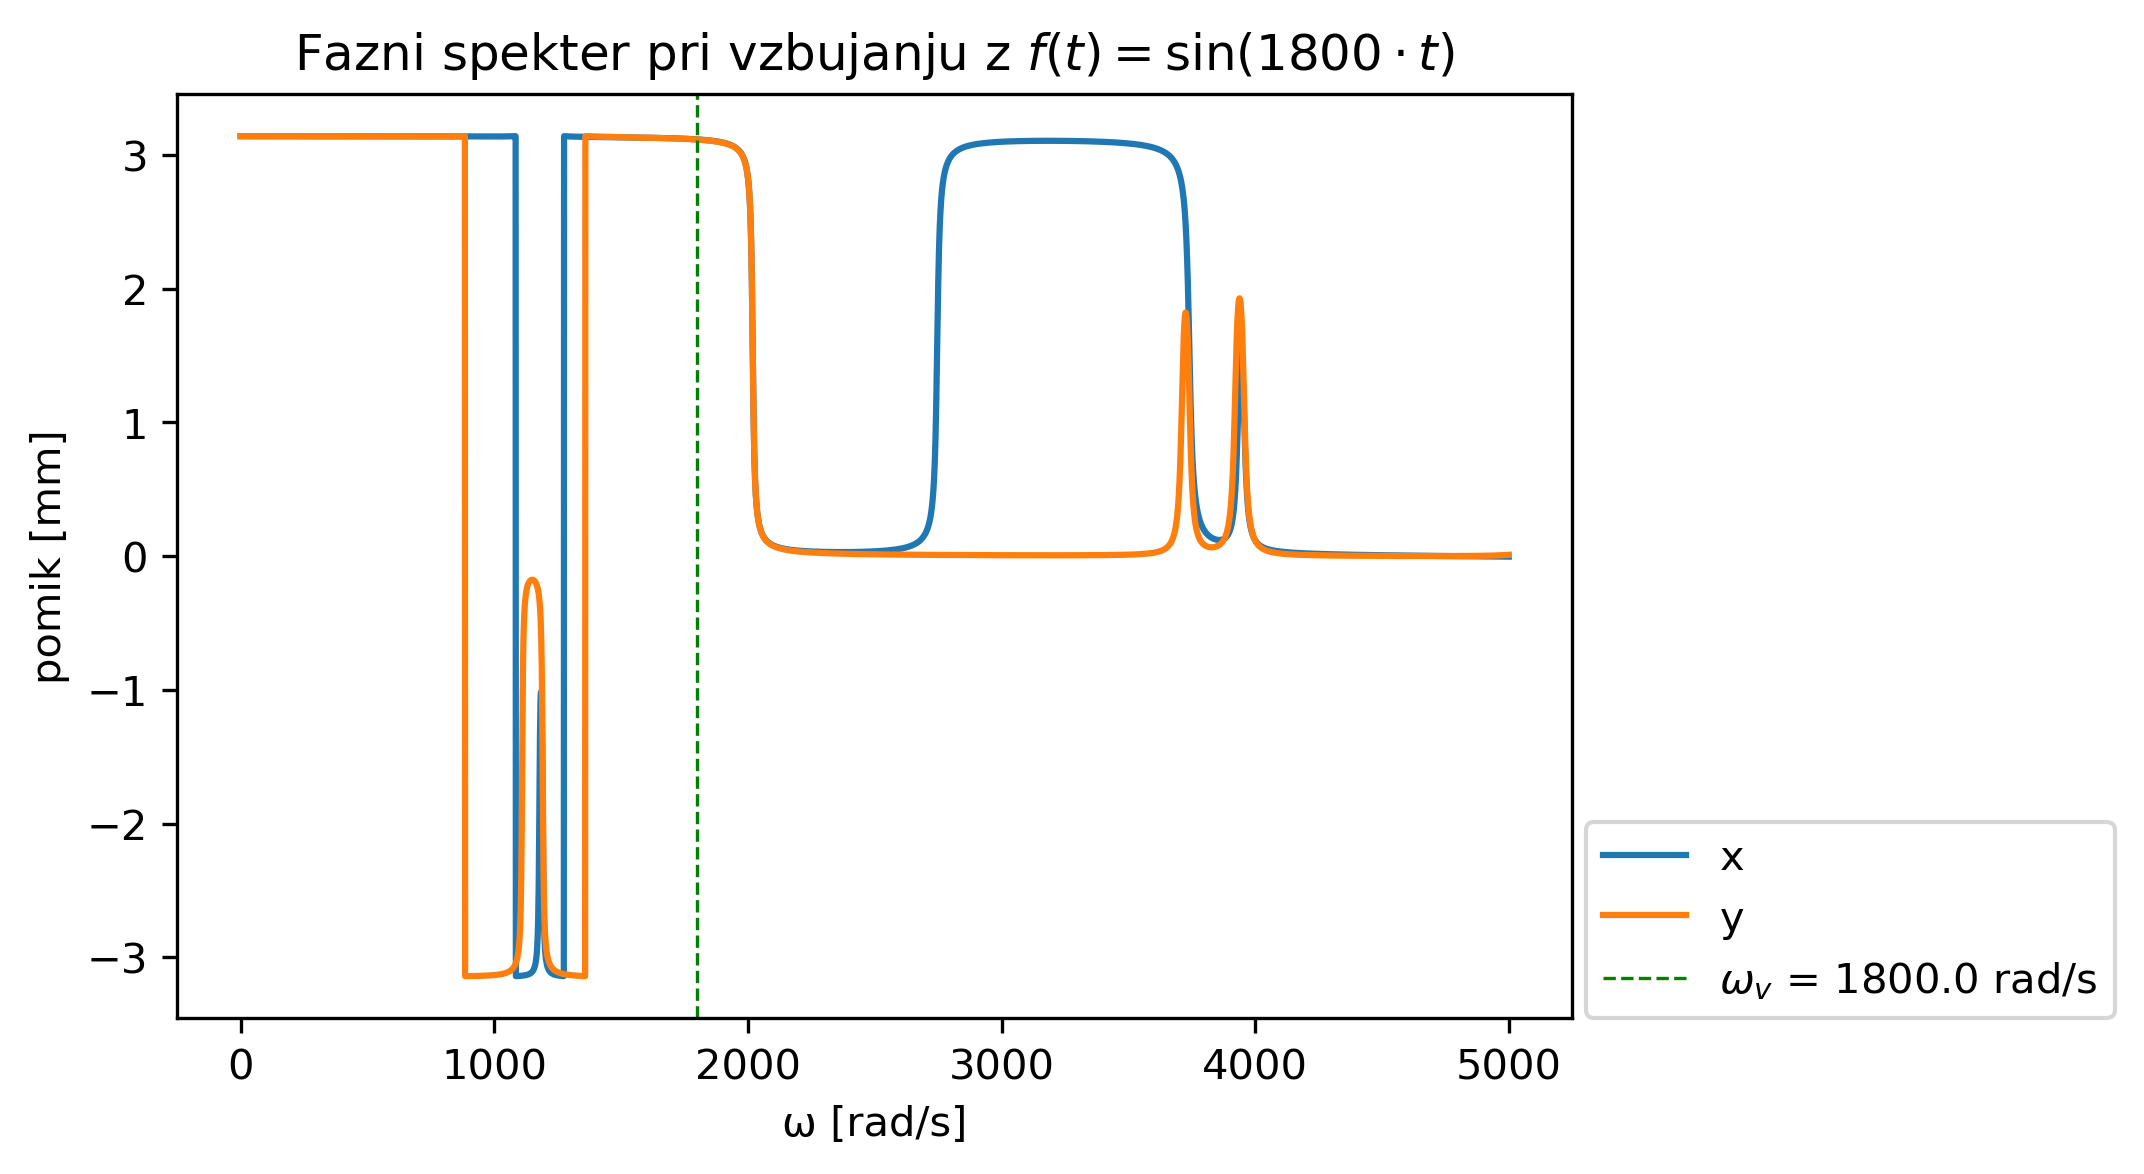 Fazni spekter pri vzbujanju z f(t) = sin(1800 · t)
pomik [mm]
3
2
1
0
−1
−2
−3
0 1000 2000 3000 4000 5000
ω [rad/s]
x
y
ω_v = 1800.0 rad/s